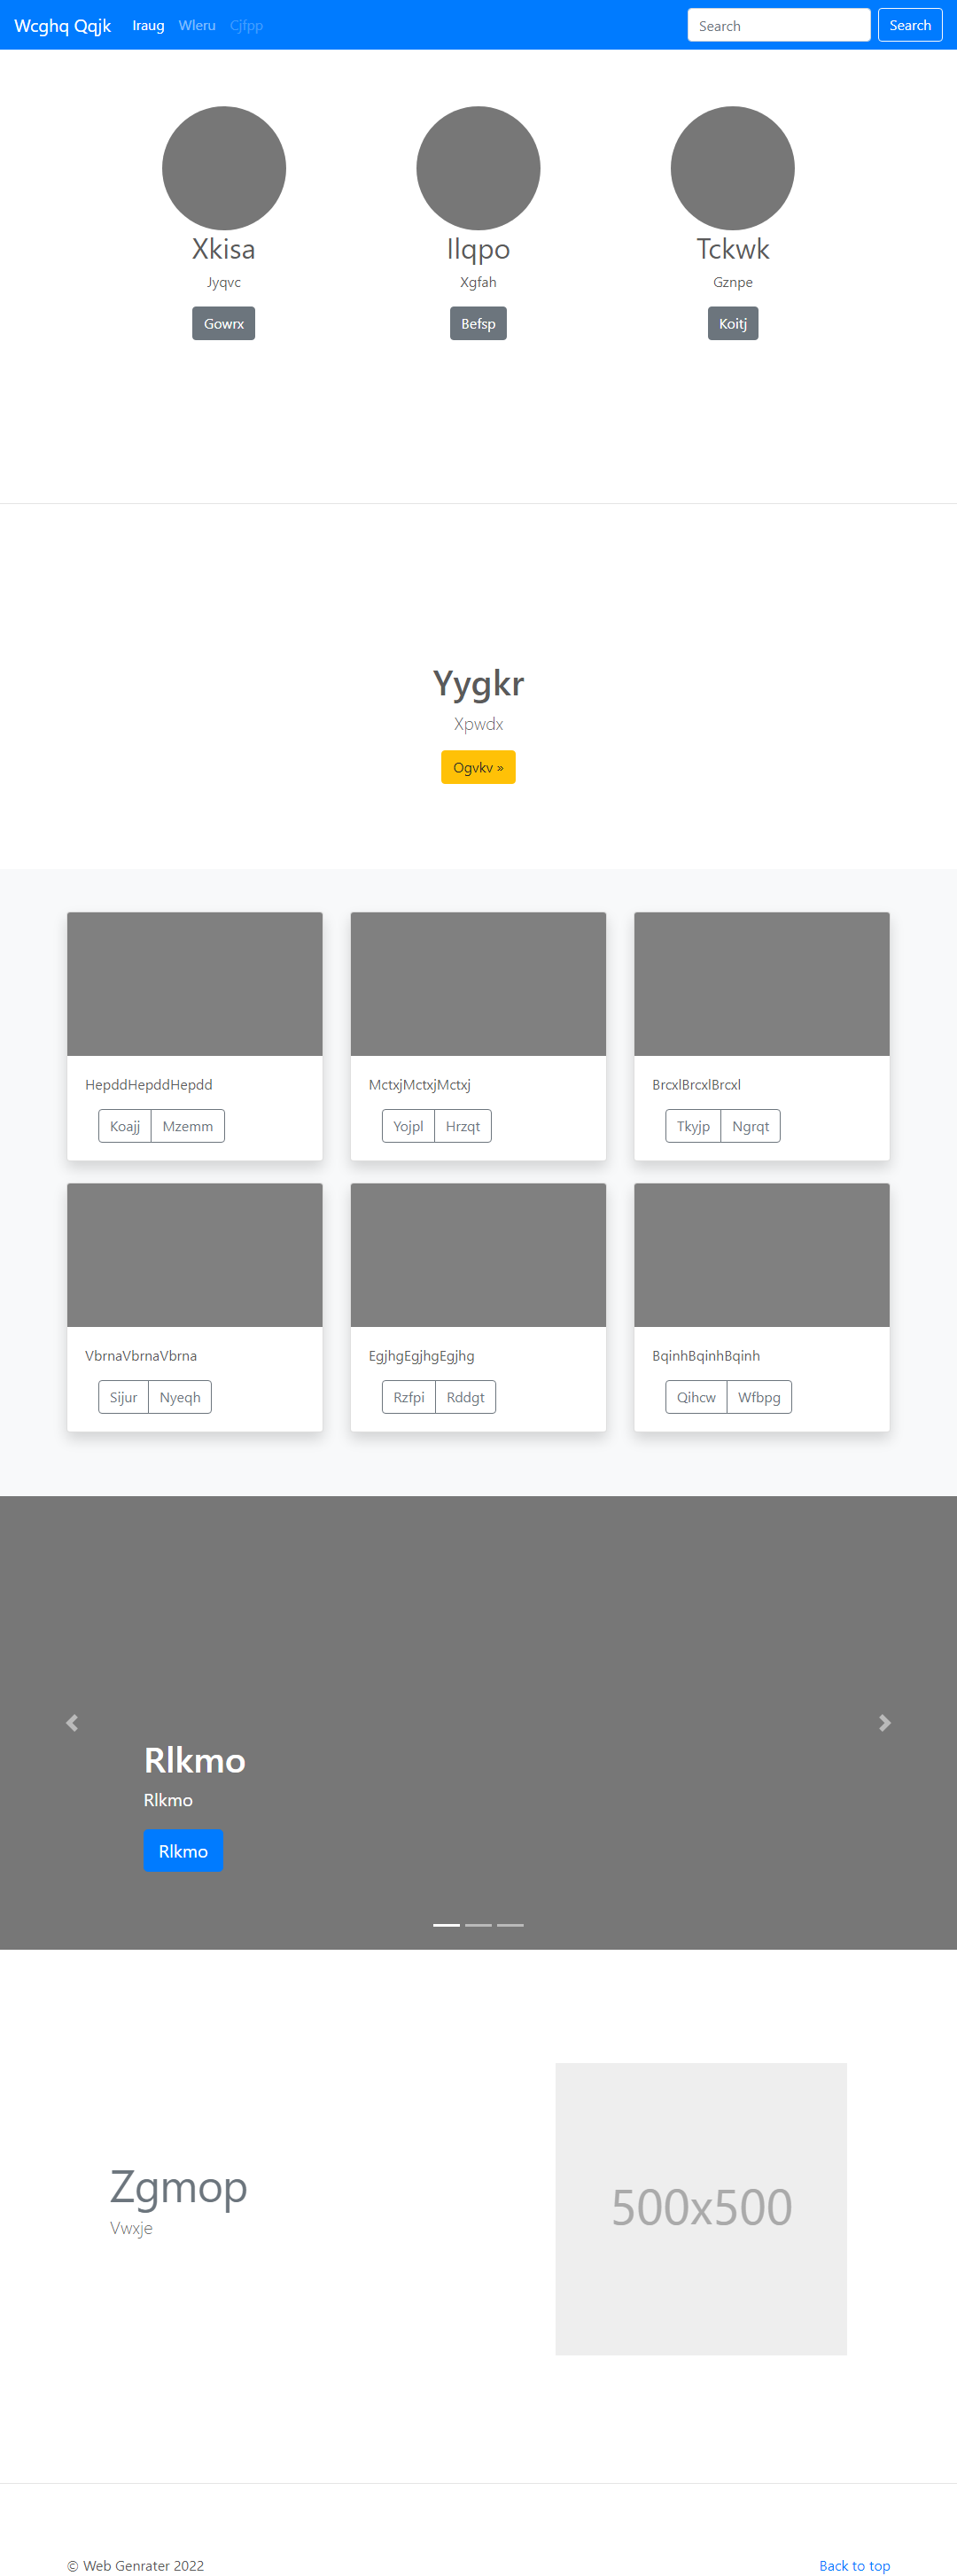 Wcghq Qqjk Iraug Wleru Cjfpp Search Search
Xkisa Ilqpo Tckwk
Jyqvc Xgfah Gznpe
Gowrx Befsp Koitj
Yygkr
Xpwdx
Ogvkv »
HepddHepddHepdd MctxjMctxjMctxj BrcxlBrcxlBrcxl
Koajj Mzemm Yojpl Hrzqt Tkyjp Ngrqt
VbrnaVbrnaVbrna EgjhgEgjhgEgjhg BqinhBqinhBqinh
Sijur Nyeqh Rzfpi Rddgt Qihcw Wfbpg
Rlkmo
Rlkmo
Rlkmo
Zgmop
Vwxje
500x500
© Web Genrater 2022 Back to top